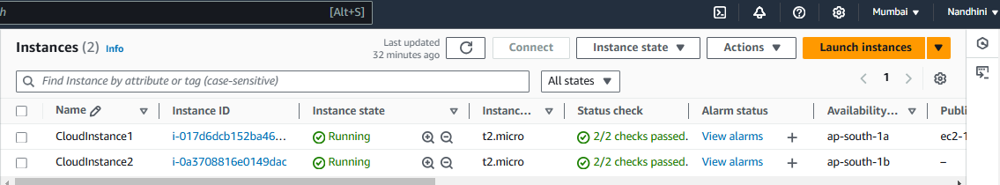 [Alt+S] Mumbai Nandhini
Instances (2) Info Last updated 32 minutes ago Connect Instance state Actions Launch instances
Find Instance by attribute or tag (case-sensitive) All states 1
Name Instance ID Instance state Instanc... Status check Alarm status Availability... Publi
CloudInstance1 i-017d6dcb152ba46... Running t2.micro 2/2 checks passed. View alarms + ap-south-1a ec2-1
CloudInstance2 i-0a3708816e0149dac Running t2.micro 2/2 checks passed. View alarms + ap-south-1b –